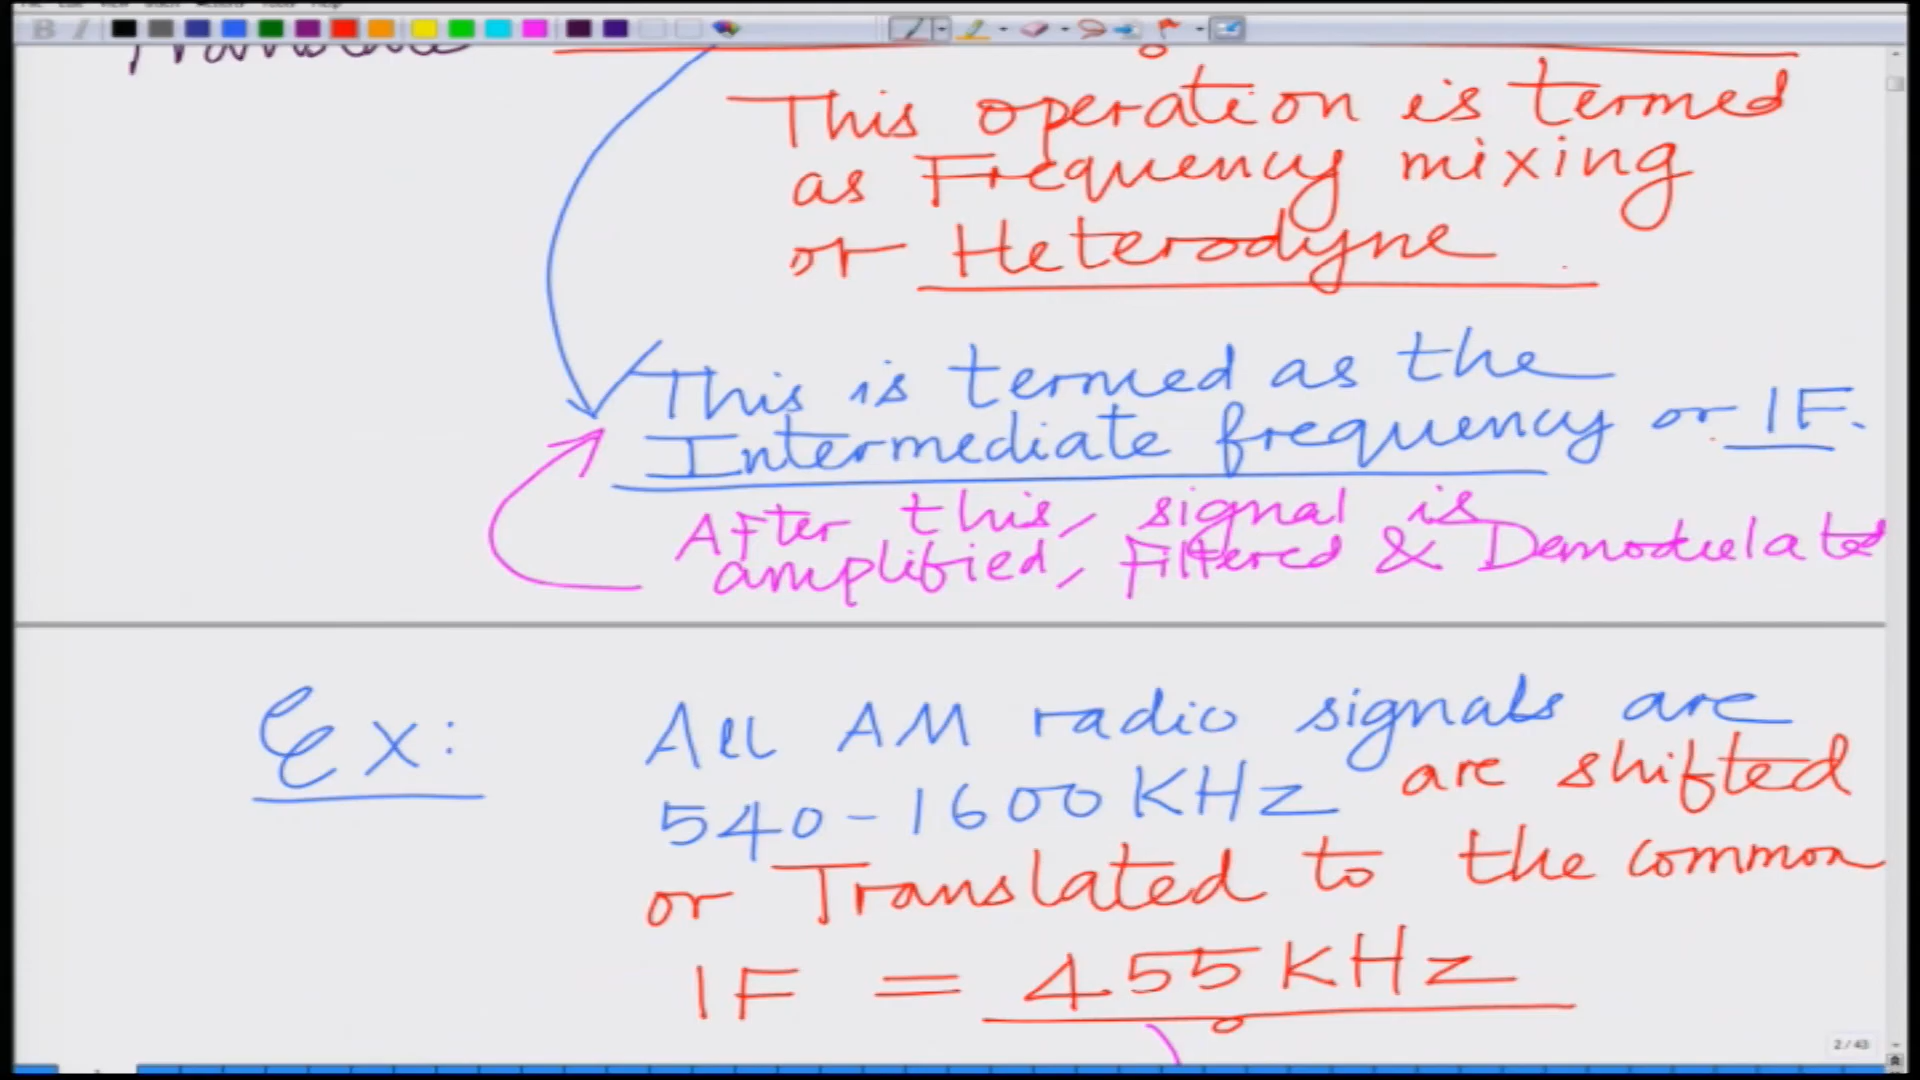 This operation is termed
as Frequency mixing
or Heterodyne
This is termed as the
Intermediate frequency or IF.
After this, signal is
amplified, Filtered & Demodulated
Ex: All AM radio signals are
540-1600 KHz are shifted
or Translated to the common
IF = 455 KHz
2 / 43